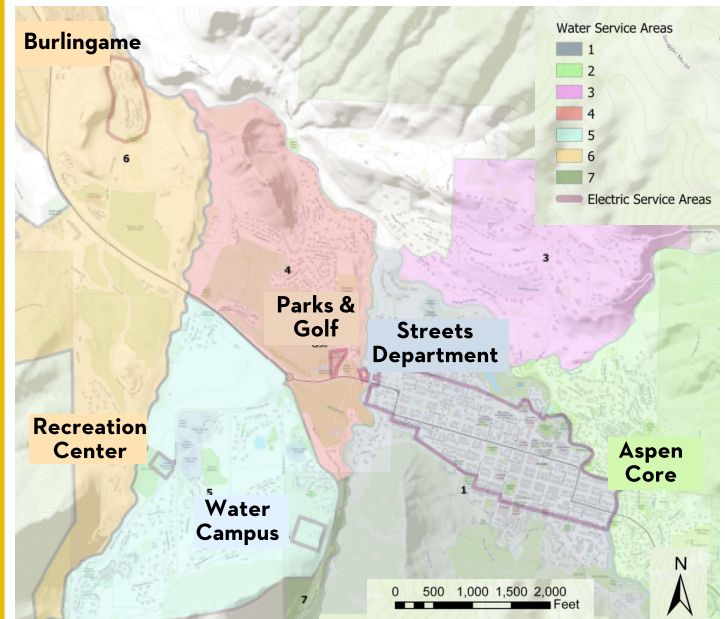 Burlingame
Water Service Areas
1
2
3
4
5
6
7
Electric Service Areas
6
3
4
Parks &
Golf
Streets
Department
Recreation
Center
Aspen
Core
5
1
Water
Campus
7
0 500 1,000 1,500 2,000
Feet
N